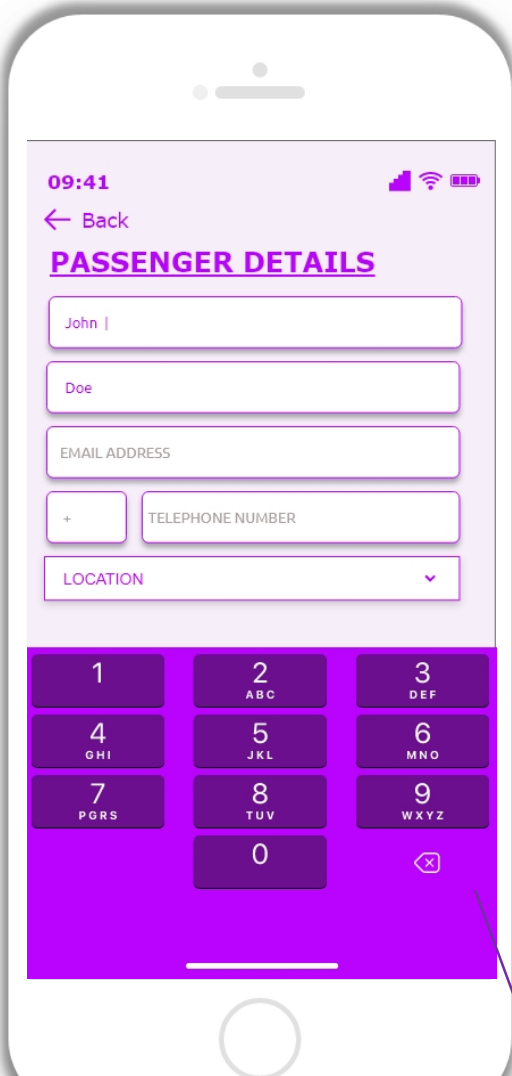 09:41
Back
PASSENGER DETAILS
John |
Doe
EMAIL ADDRESS
+ TELEPHONE NUMBER
LOCATION
1 2 3
ABC DEF
4 5 6
GHI JKL MNO
7 8 9
PGRS TUV WXYZ
0